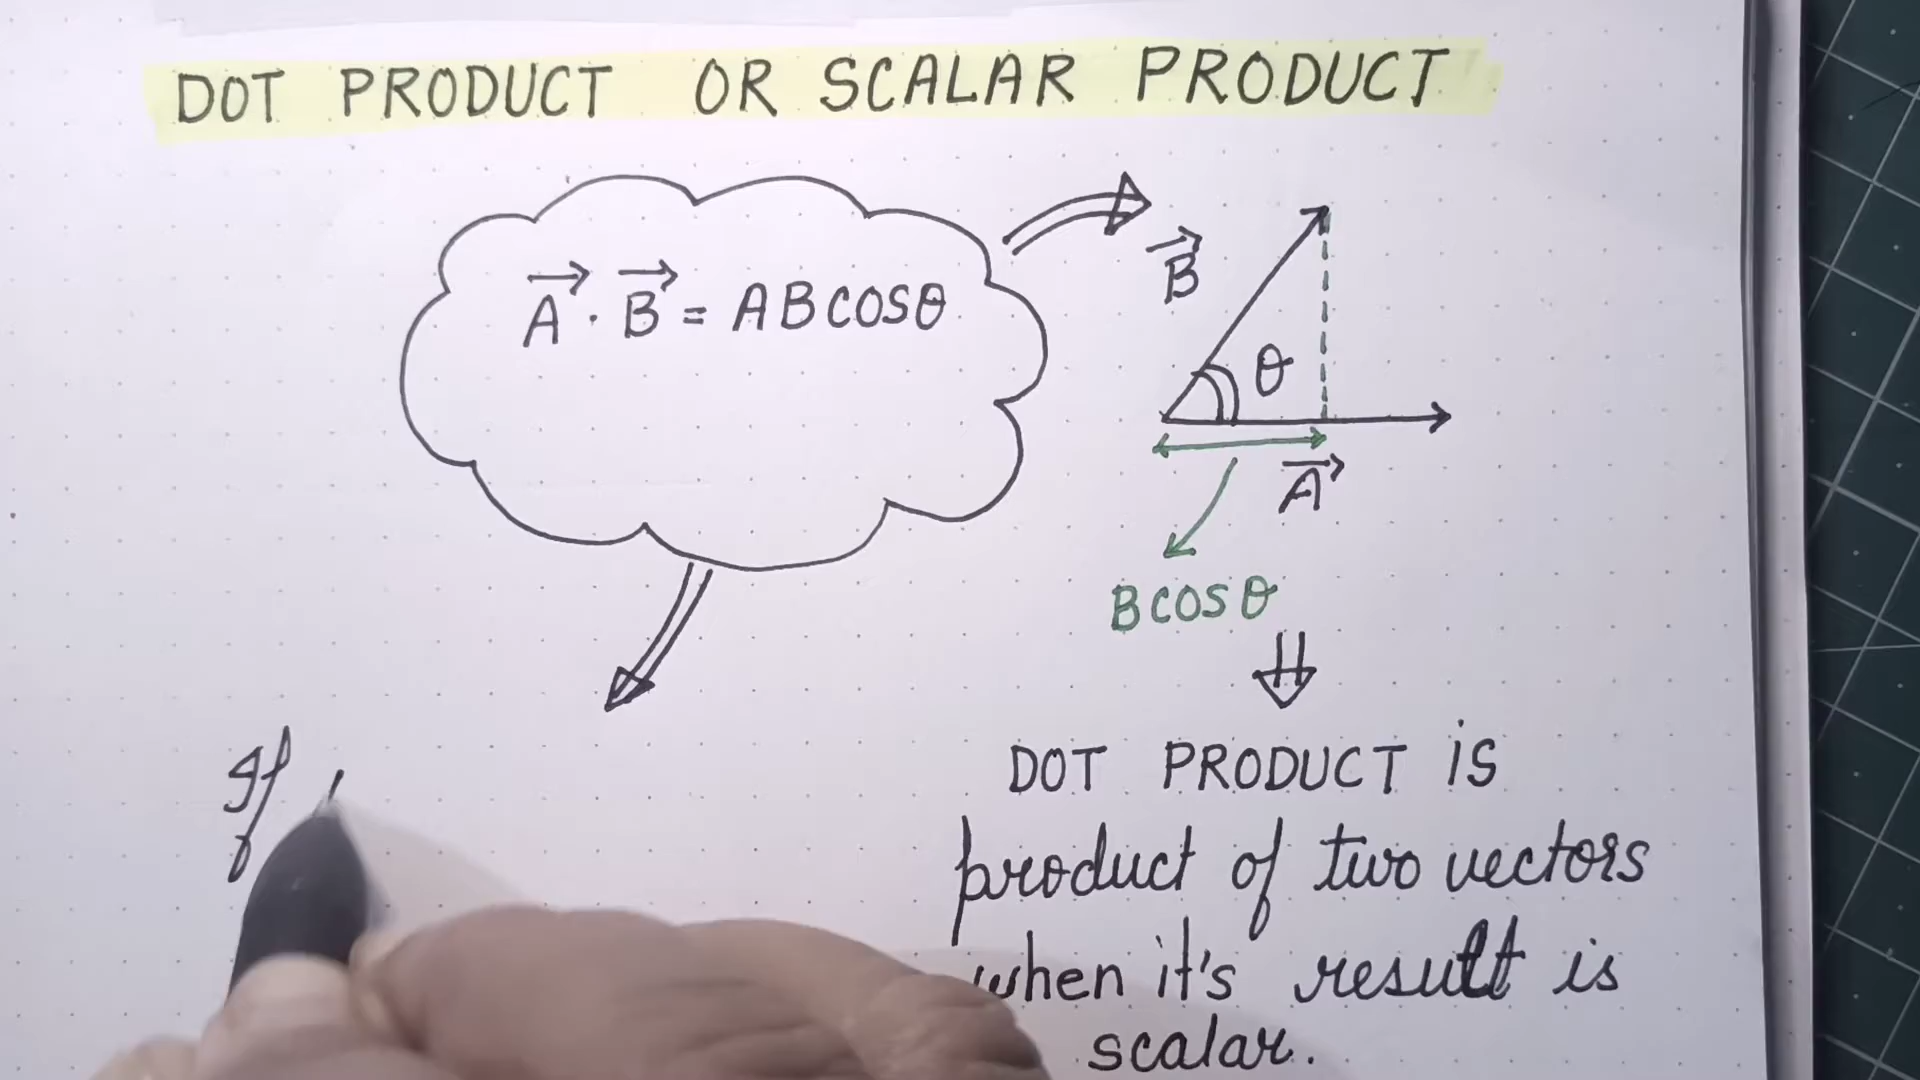 DOT PRODUCT OR SCALAR PRODUCT
A⃗ · B⃗ = ABCOSθ
B⃗
θ
A⃗
BCOSθ
If
DOT PRODUCT is
product of two vectors
when it's result is
scalar.